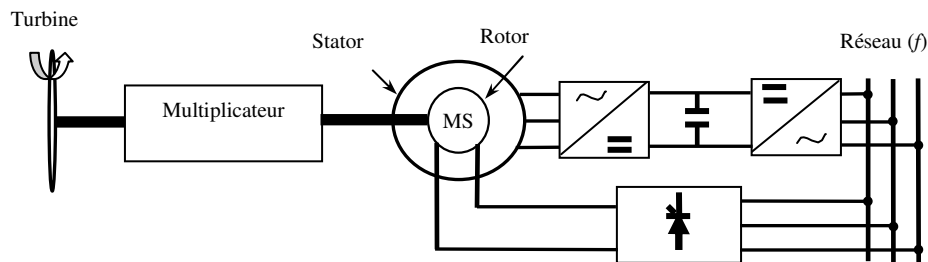 Turbine
Stator
Rotor
Réseau (f)
Multiplicateur
MS